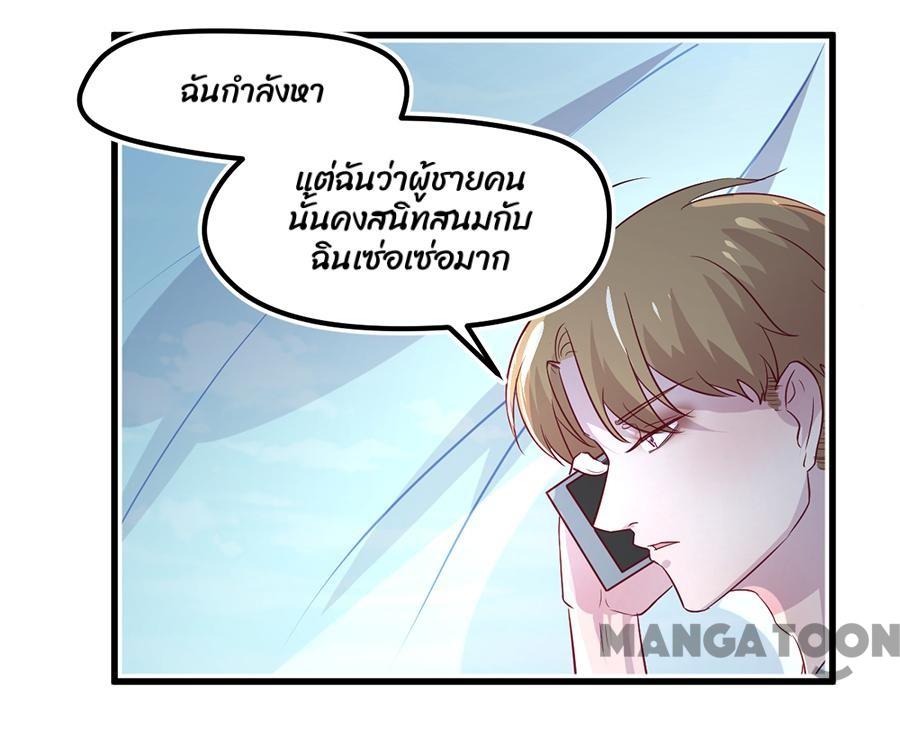 ฉันกำลังหา
แต่ฉันว่าผู้ชายคน
นั้นคงสนิทสนมกับ
ฉินเซ่อเซ่อมาก
MANGATOON